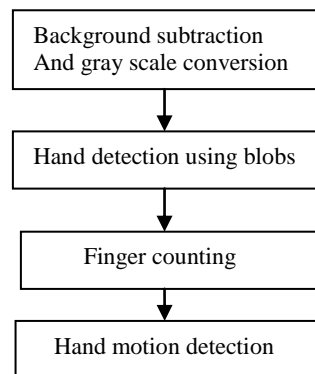 Background subtraction
And gray scale conversion
Hand detection using blobs
Finger counting
Hand motion detection